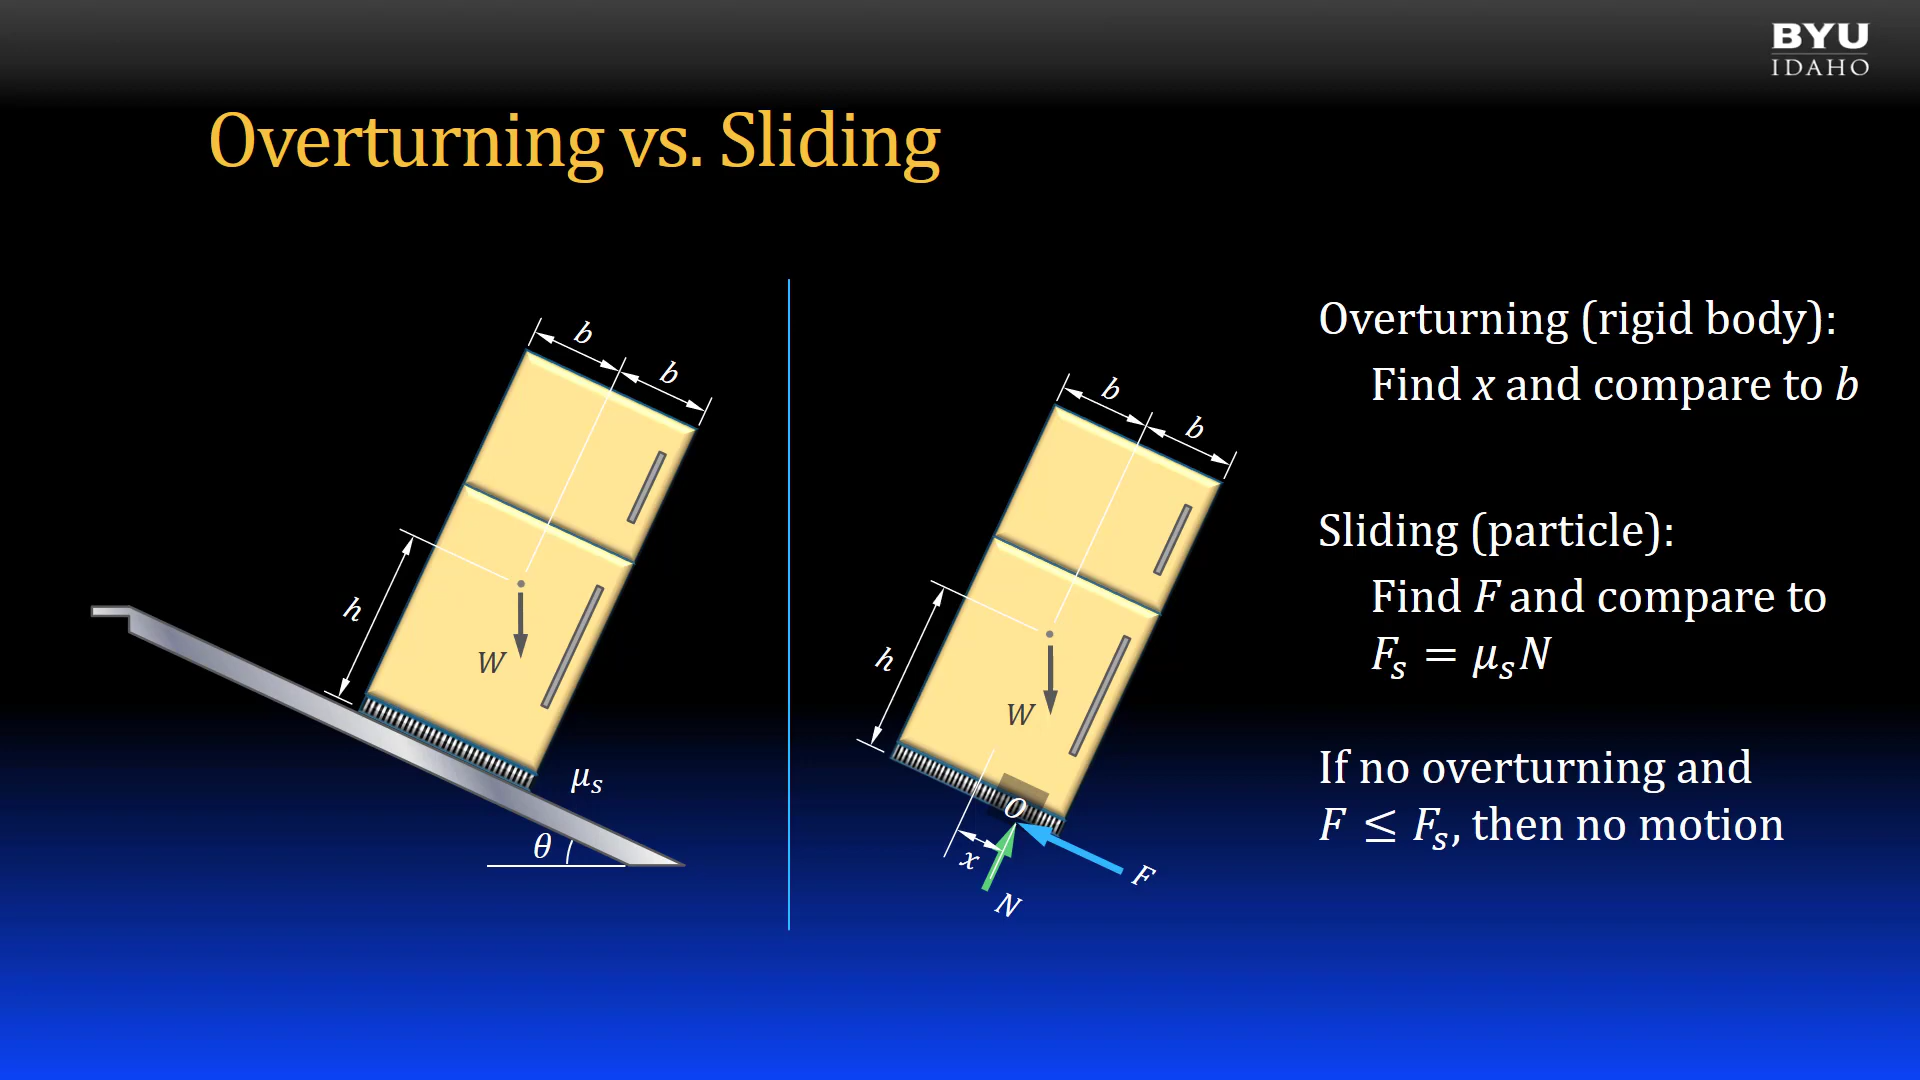 BYU
IDAHO
Overturning vs. Sliding
b
b
h
W
μₛ
θ
b
b
h
W
O
x
F
N
Overturning (rigid body):
Find x and compare to b
Sliding (particle):
Find F and compare to
Fₛ = μₛN
If no overturning and
F ≤ Fₛ, then no motion